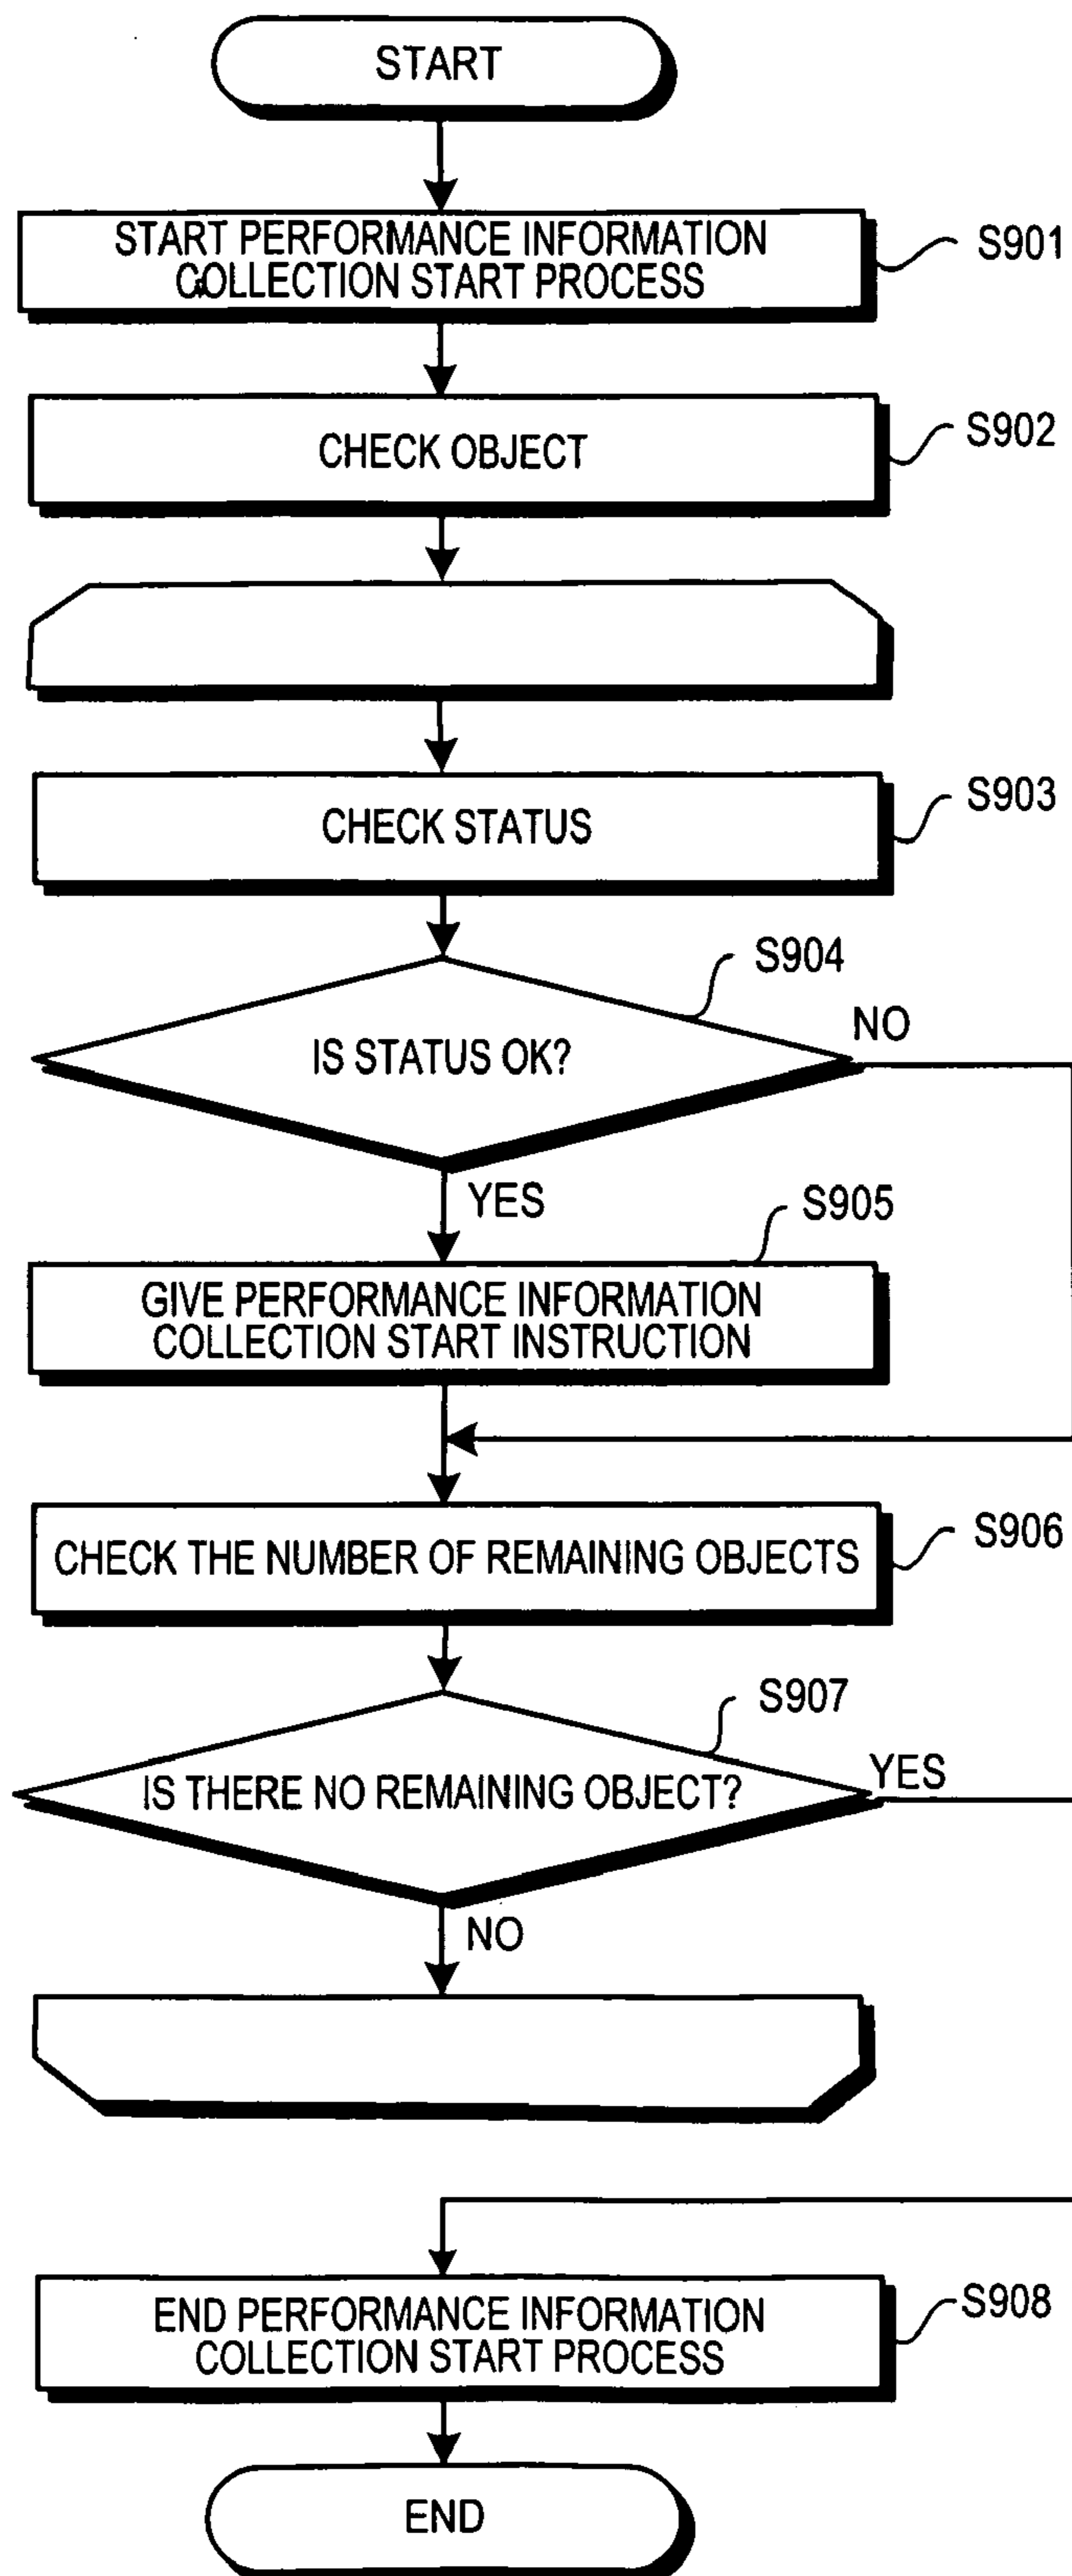 START
START PERFORMANCE INFORMATION
COLLECTION START PROCESS
S901
CHECK OBJECT
S902
CHECK STATUS
S903
S904
IS STATUS OK?
NO
YES
S905
GIVE PERFORMANCE INFORMATION
COLLECTION START INSTRUCTION
CHECK THE NUMBER OF REMAINING OBJECTS
S906
S907
IS THERE NO REMAINING OBJECT?
YES
NO
END PERFORMANCE INFORMATION
COLLECTION START PROCESS
S908
END